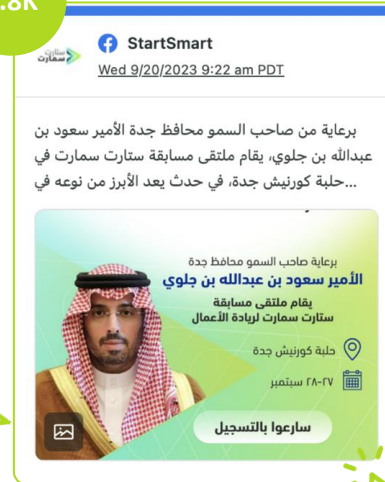 .8K
StartSmart
ستارت سمارت
Wed 9/20/2023 9:22 am PDT
برعاية من صاحب السمو محافظ جدة الأمير سعود بن
عبدالله بن جلوي، يقام ملتقى مسابقة ستارت سمارت في
حلبة كورنيش جدة، في حدث يعد الأبرز من نوعه في...
برعاية صاحب السمو محافظ جدة
الأمير سعود بن عبدالله بن جلوي
يقام ملتقى مسابقة
ستارت سمارت لريادة الأعمال
حلبة كورنيش جدة
٢٧-٢٨ سبتمبر
سارعوا بالتسجيل